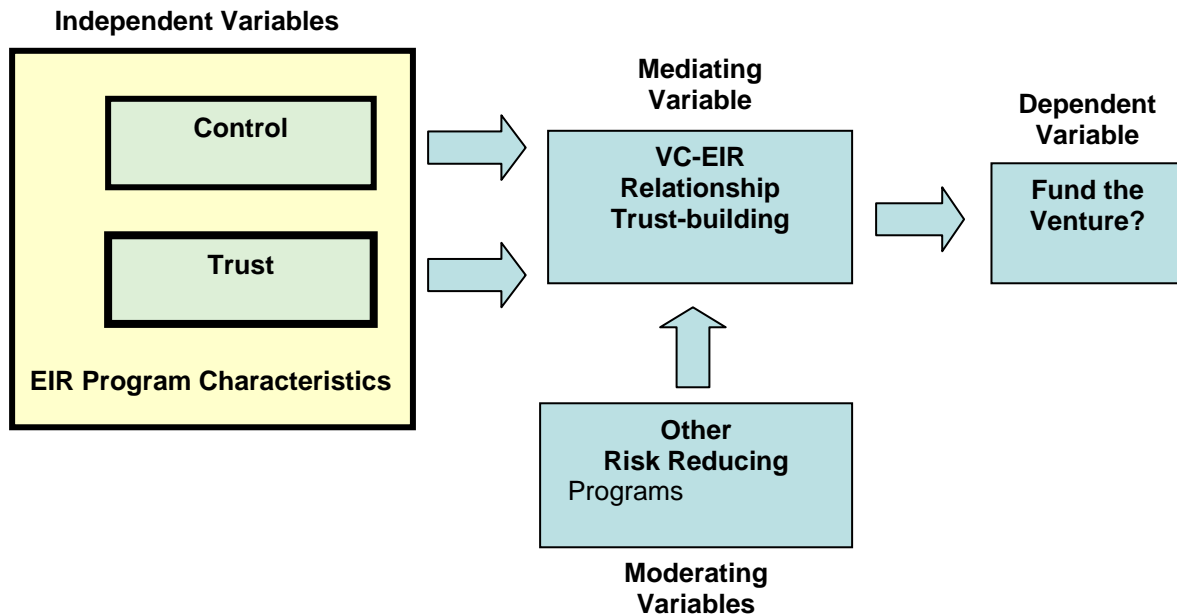 Independent Variables
Control
Trust
EIR Program Characteristics
Mediating
Variable
VC-EIR
Relationship
Trust-building
Dependent
Variable
Fund the
Venture?
Other
Risk Reducing
Programs
Moderating
Variables